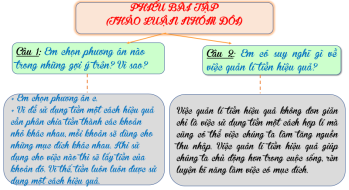 PHIẾU BÀI TẬP
(THẢO LUẬN NHÓM ĐÔI)
Câu 1: Em chọn phương án nào
trong những gợi ý trên? Vì sao?
Câu 2: Em có suy nghĩ gì về
việc quản lí tiền hiệu quả?
• Em chọn phương án c.
• Vì để sử dụng tiền một cách hiệu quả
cần phân chia tiền thành các khoản
nhỏ khác nhau, mỗi khoản sẽ dùng cho
những mục đích khác nhau. Khi sử
dụng cho việc nào thì sẽ lấy tiền của
khoản đó. Vì thế tiền luôn luôn được sử
dụng một cách hiệu quả.
Việc quản lí tiền hiệu quả không đơn giản
chỉ là việc sử dụng tiền một cách hợp lí mà
cũng có thể việc chúng ta làm tăng nguồn
thu nhập. Việc quản lí tiền hiệu quả giúp
chúng ta chủ động hơn trong cuộc sống, rèn
luyện kĩ năng làm việc có mục đích.